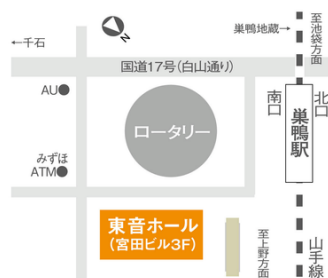 N
巣鴨地蔵
至池袋方面
←千石
国道17号(白山通り)
AU
南口
北口
巣鴨駅
ロータリー
みずほ
ATM
東音ホール
(宮田ビル3F)
至上野方面
山手線